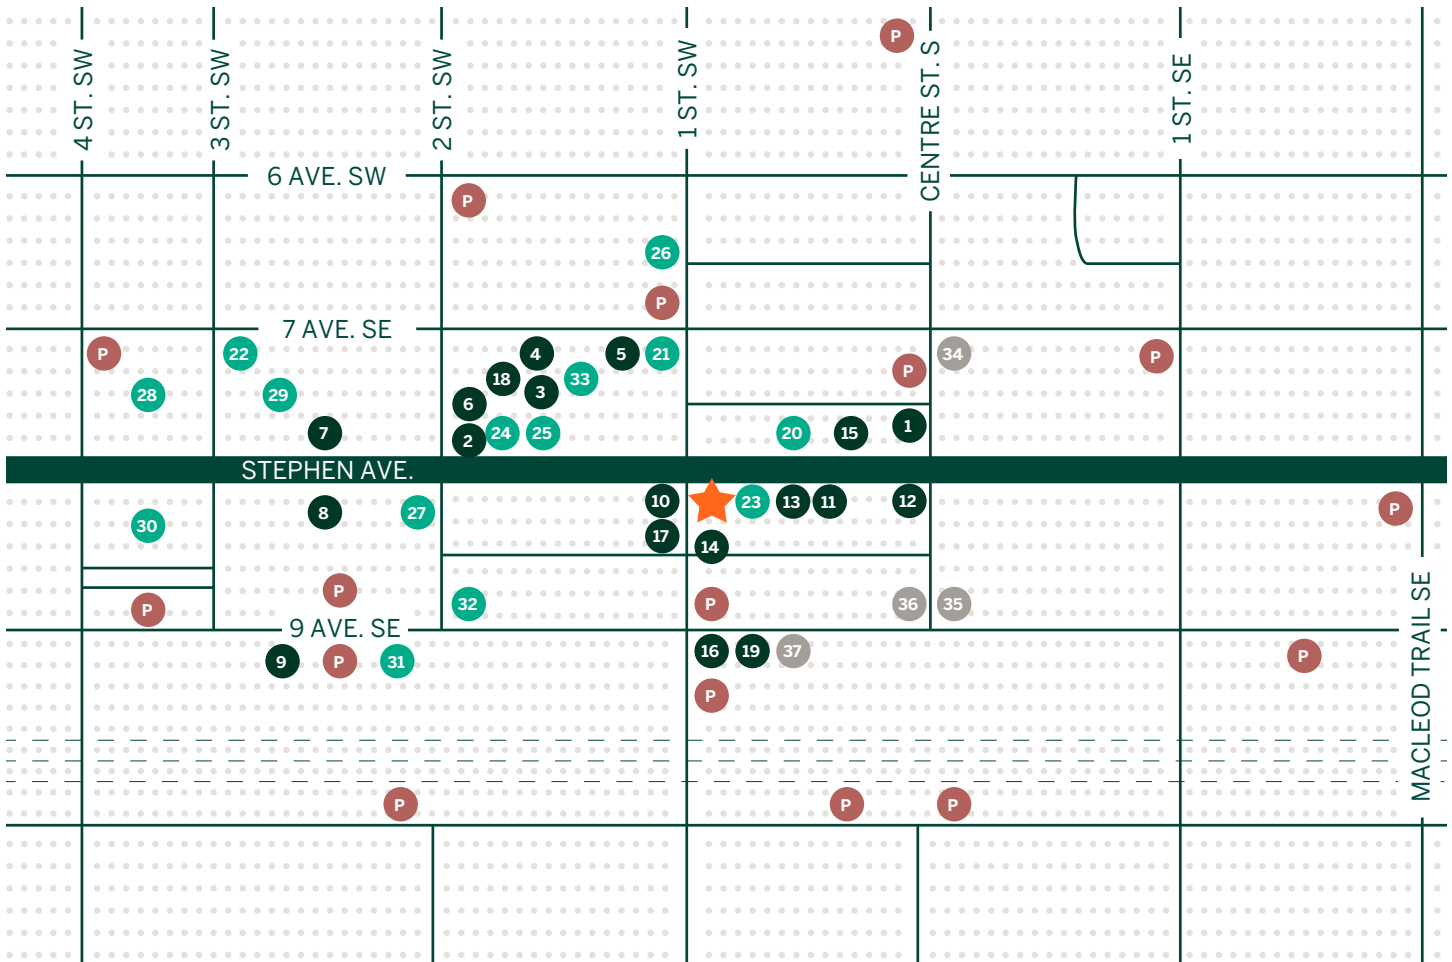 P
4 ST. SW
3 ST. SW
2 ST. SW
1 ST. SW
CENTRE ST. S
1 ST. SE
6 AVE. SW
P
26
P
7 AVE. SE
P
22
4
5
21
P
34
P
28
29
18
33
3
6
7
2
24
25
20
15
1
STEPHEN AVE.
30
8
27
10
23
13
11
12
P
17
14
P
P
32
P
36
35
9 AVE. SE
9
P
31
16
19
37
P
P
MACLEOD TRAIL SE
P
P
P